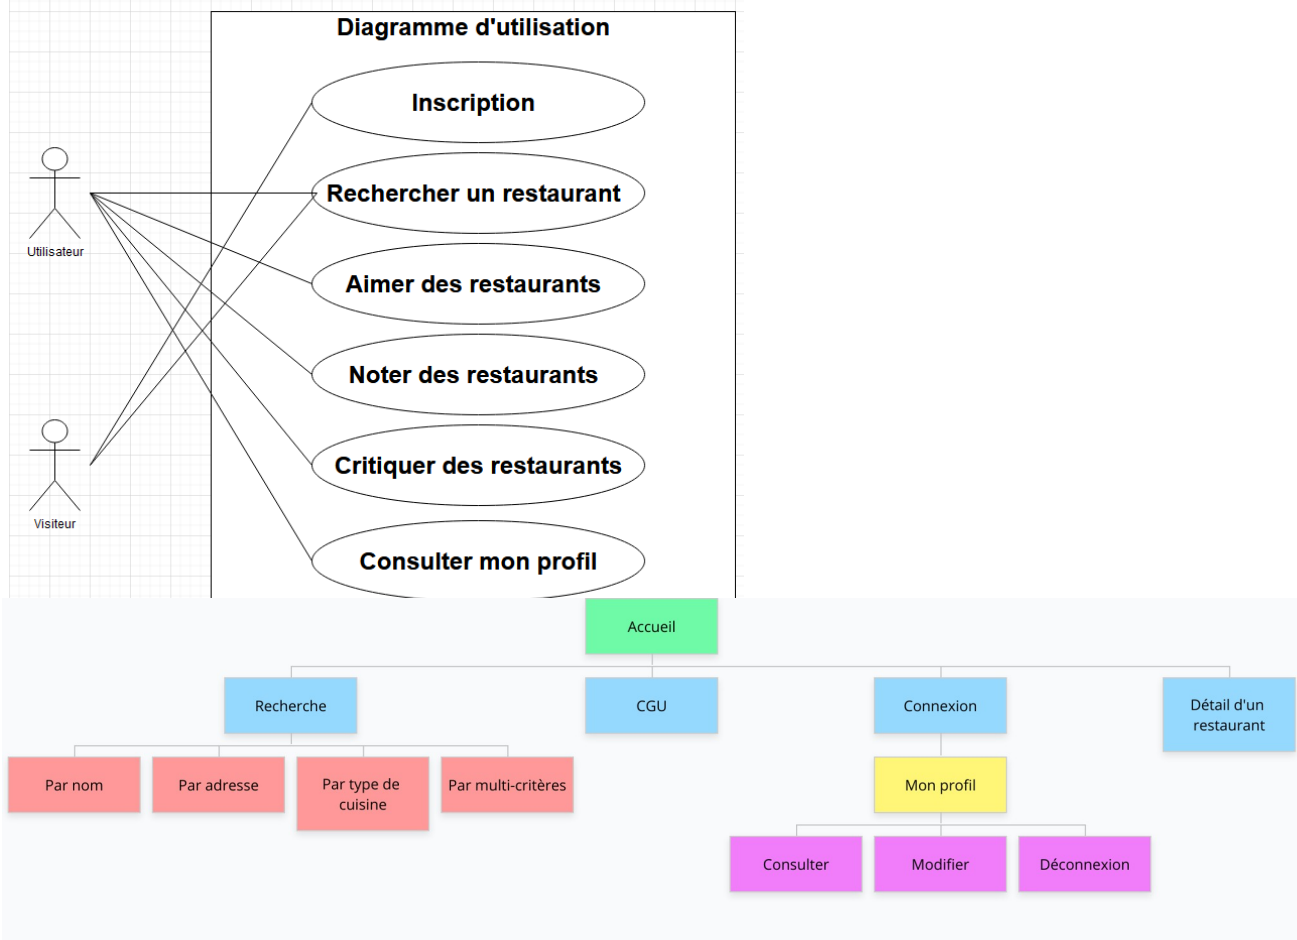 Diagramme d'utilisation
Inscription
Rechercher un restaurant
Utilisateur
Aimer des restaurants
Noter des restaurants
Critiquer des restaurants
Visiteur
Consulter mon profil
Accueil
Recherche
CGU
Connexion
Détail d'un
restaurant
Par nom
Par adresse
Par type de
cuisine
Par multi-critères
Mon profil
Consulter
Modifier
Déconnexion